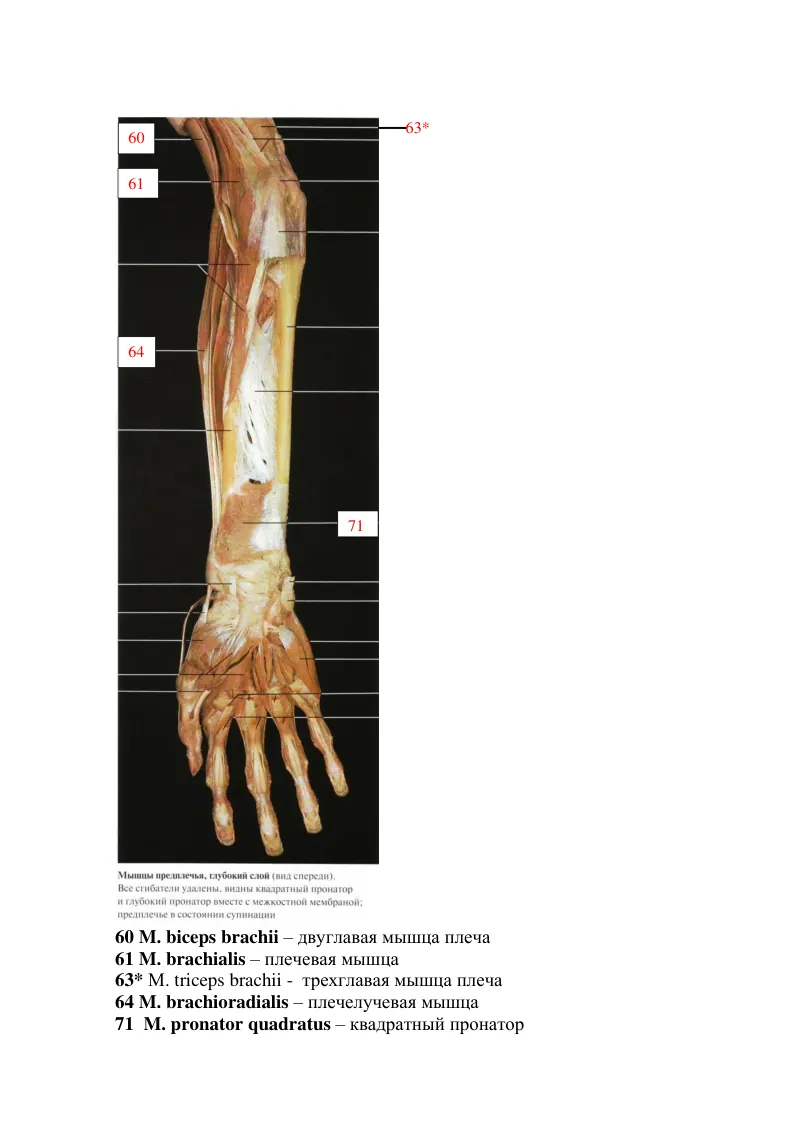 63*
60
61
64
71
Мышцы предплечья, глубокий слой (вид спереди).
Все сгибатели удалены, видны квадратный пронатор
и глубокий пронатор вместе с межкостной мембраной;
предплечье в состоянии супинации
60 M. biceps brachii – двуглавая мышца плеча
61 M. brachialis – плечевая мышца
63* M. triceps brachii - трехглавая мышца плеча
64 M. brachioradialis – плечелучевая мышца
71 M. pronator quadratus – квадратный пронатор